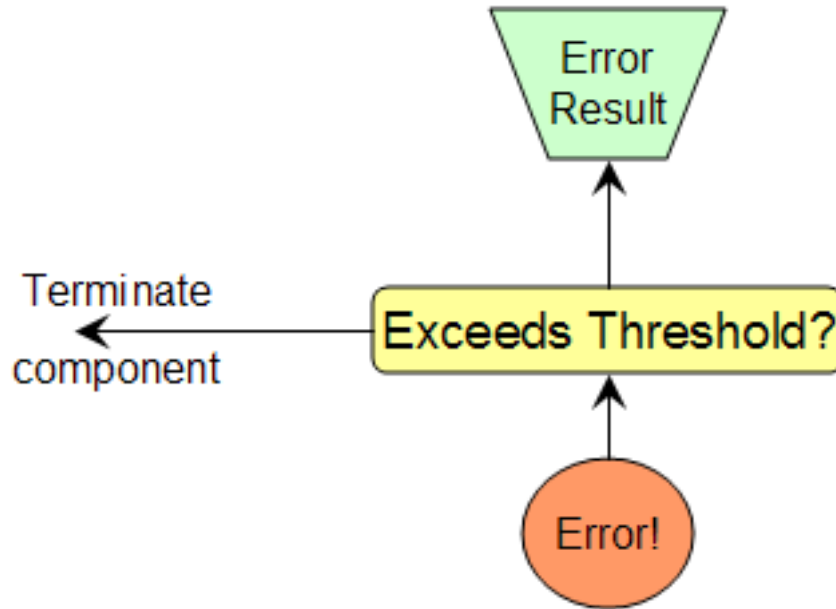 Error
Result
Terminate
component
Exceeds Threshold?
Error!